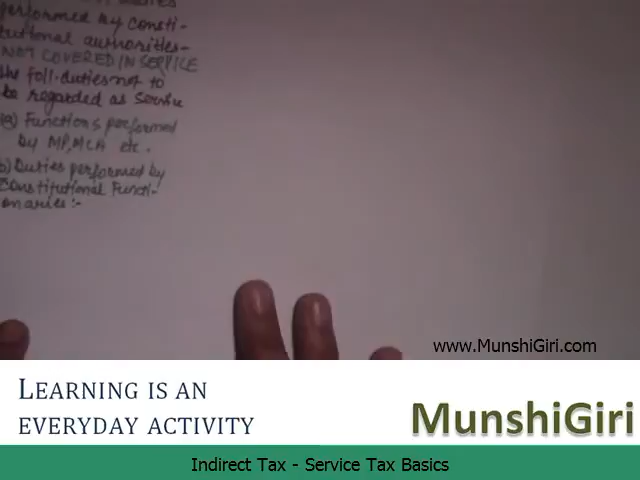 performed by consti-
tutional authorities-
NOT COVERED IN SERVICE
the foll. duties not to
be regarded as Service
(a) Functions performed
by MP, MLA etc.
b) Duties performed by
Constitutional Functi-
onaries :-
www.MunshiGiri.com
LEARNING IS AN
EVERYDAY ACTIVITY
MunshiGiri
Indirect Tax - Service Tax Basics